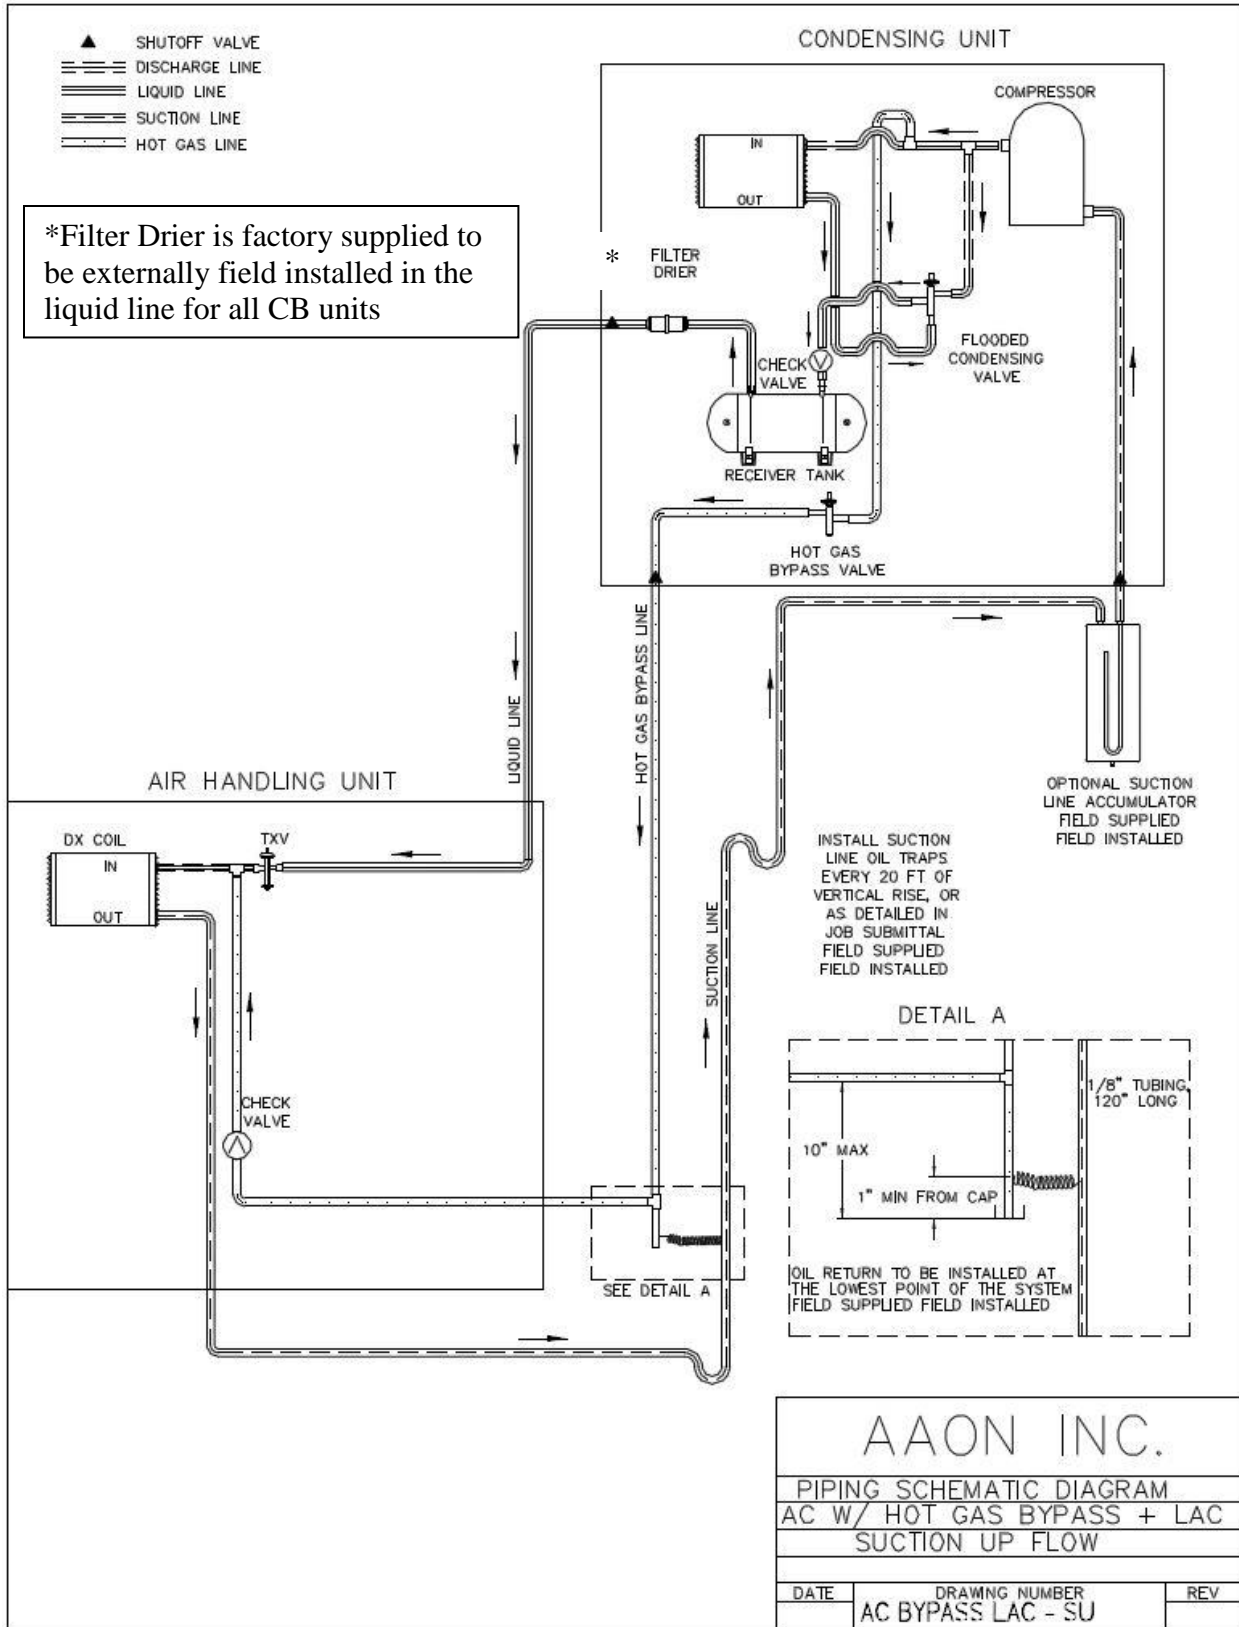 SHUTOFF VALVE
DISCHARGE LINE
LIQUID LINE
SUCTION LINE
HOT GAS LINE
*Filter Drier is factory supplied to
be externally field installed in the
liquid line for all CB units
CONDENSING UNIT
COMPRESSOR
IN
OUT
* FILTER
DRIER
FLOODED
CONDENSING
VALVE
CHECK
VALVE
RECEIVER TANK
HOT GAS
BYPASS VALVE
LIQUID LINE
HOT GAS BYPASS LINE
OPTIONAL SUCTION
LINE ACCUMULATOR
FIELD SUPPLIED
FIELD INSTALLED
AIR HANDLING UNIT
DX COIL
TXV
IN
OUT
CHECK
VALVE
SUCTION LINE
INSTALL SUCTION
LINE OIL TRAPS
EVERY 20 FT OF
VERTICAL RISE, OR
AS DETAILED IN
JOB SUBMITTAL
FIELD SUPPLIED
FIELD INSTALLED
SEE DETAIL A
DETAIL A
1/8" TUBING,
120" LONG
10" MAX
1" MIN FROM CAP
OIL RETURN TO BE INSTALLED AT
THE LOWEST POINT OF THE SYSTEM
FIELD SUPPLIED FIELD INSTALLED
AAON INC.
PIPING SCHEMATIC DIAGRAM
AC W/ HOT GAS BYPASS + LAC
SUCTION UP FLOW
DATE DRAWING NUMBER REV
AC BYPASS LAC - SU